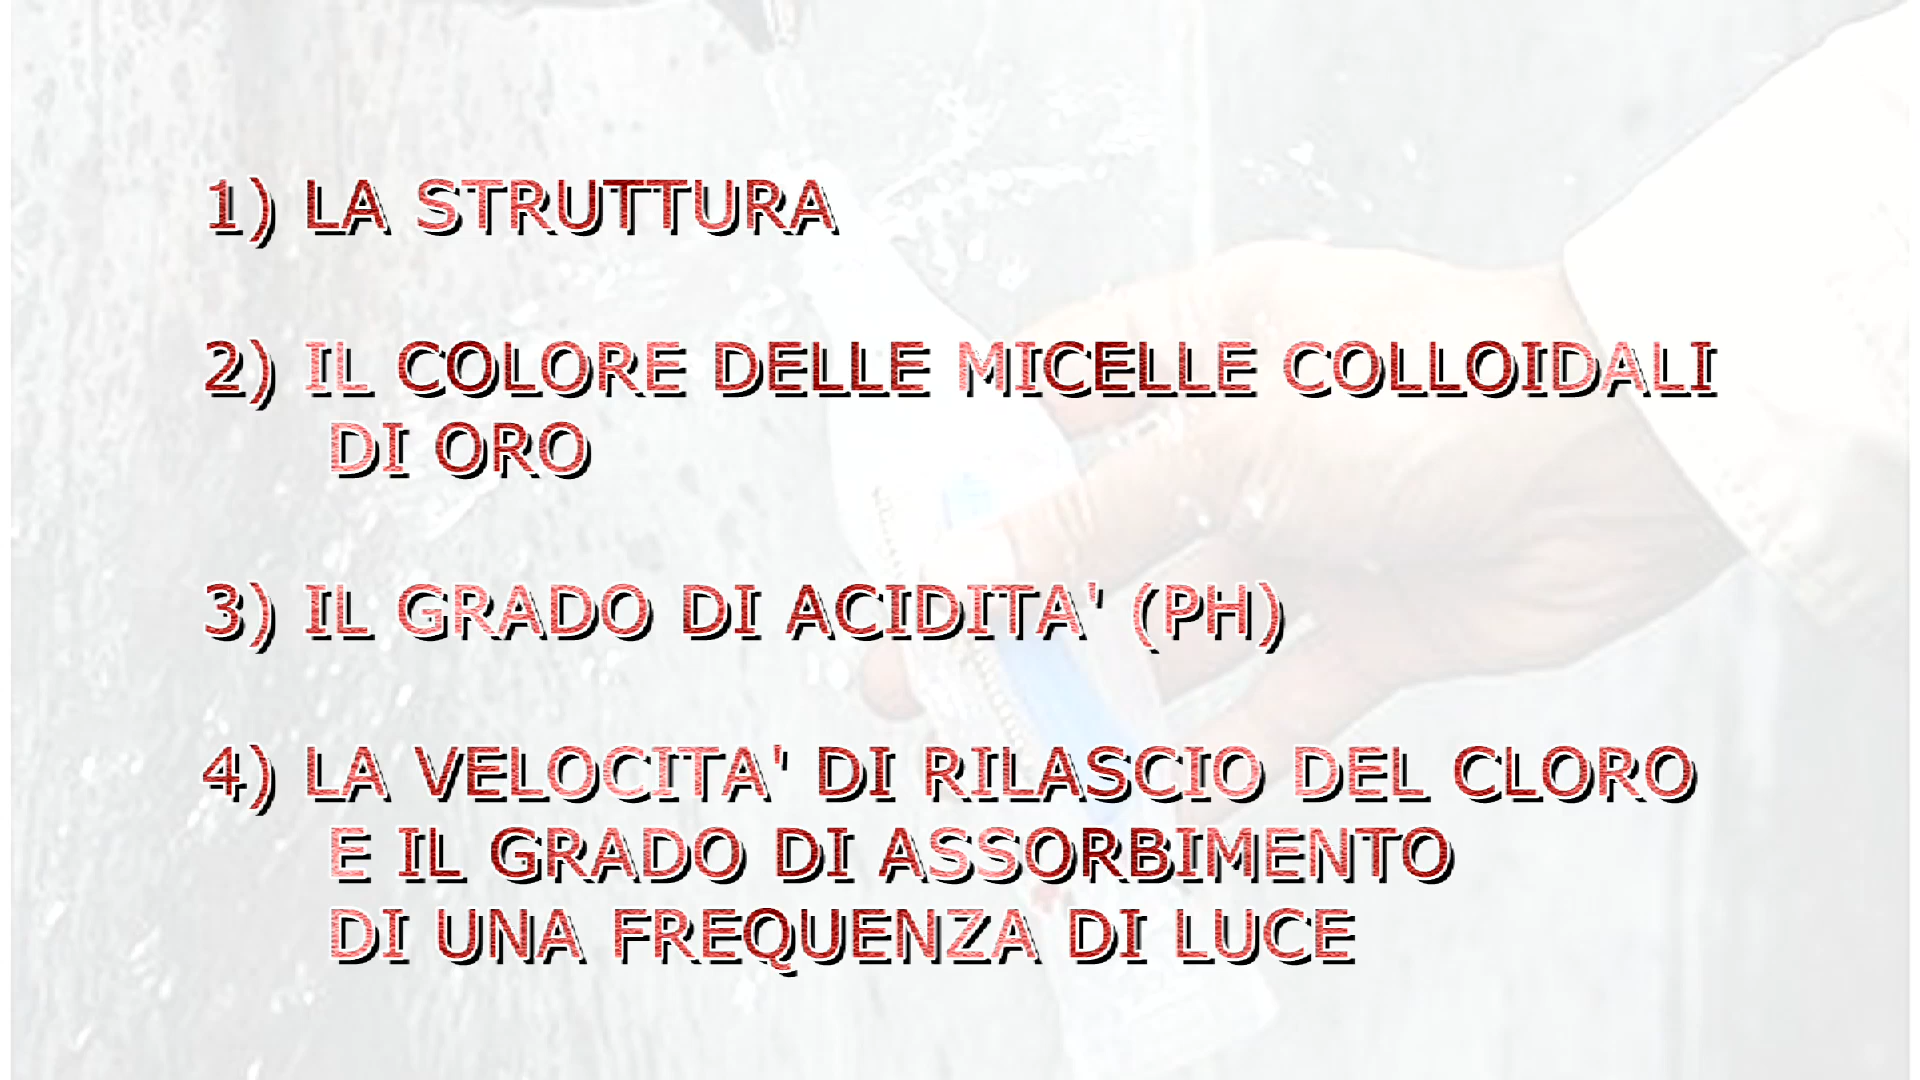 1) LA STRUTTURA
2) IL COLORE DELLE MICELLE COLLOIDALI
DI ORO
3) IL GRADO DI ACIDITA' (PH)
4) LA VELOCITA' DI RILASCIO DEL CLORO
E IL GRADO DI ASSORBIMENTO
DI UNA FREQUENZA DI LUCE